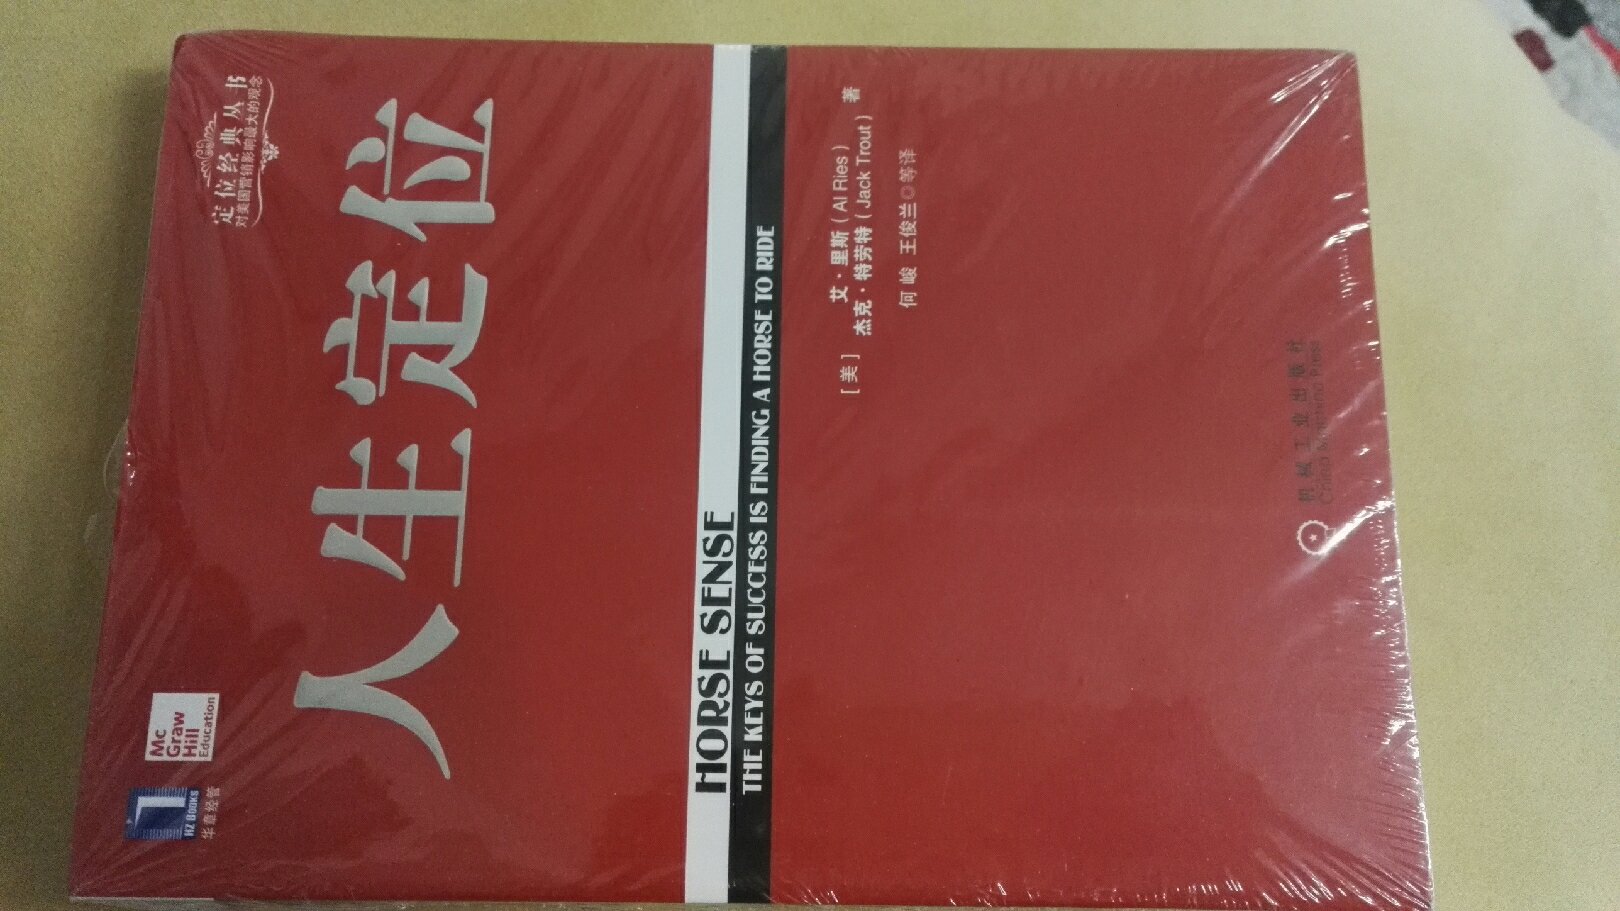 HZ BOOKS
华章经管
Mc
Graw
Hill
Education
定位经典丛书
对美国营销影响最大的观念
人生定位
HORSE SENSE
THE KEYS OF SUCCESS IS FINDING A HORSE TO RIDE
[美] 艾·里斯(Al Ries)
杰克·特劳特(Jack Trout) 著
何峻 王俊兰◎等译
机械工业出版社
China Machine Press